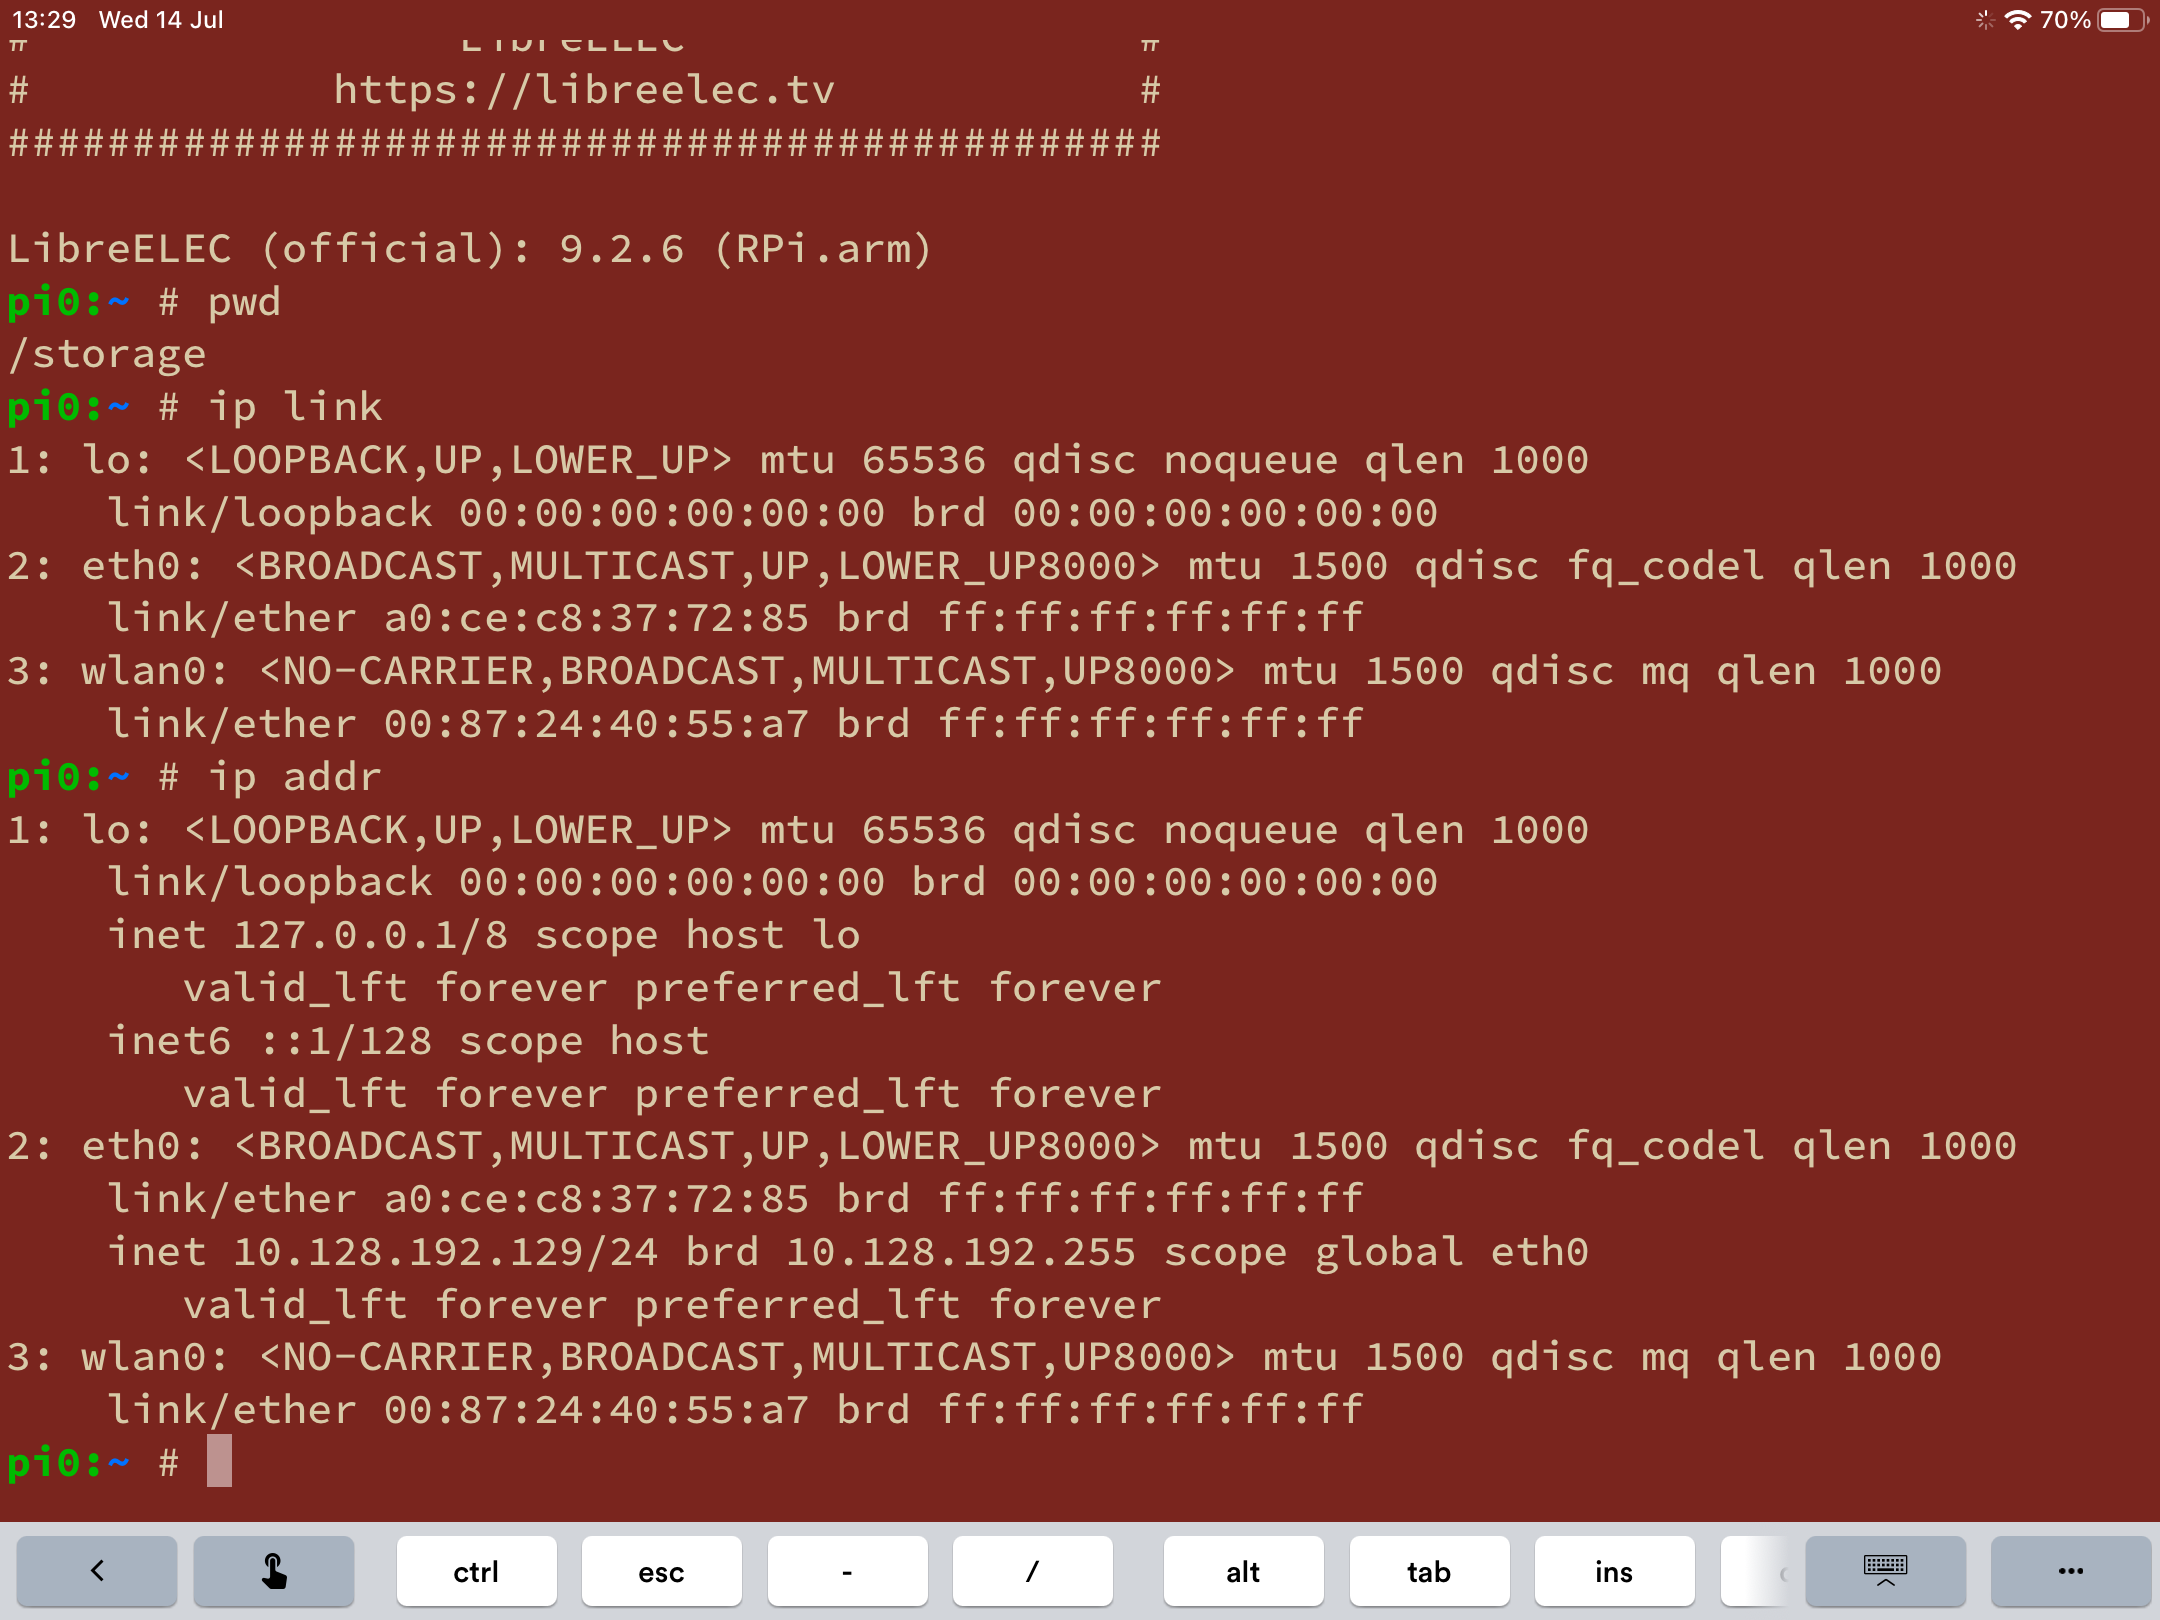 13:29 Wed 14 Jul 70%
# LibreELEC #
# https://libreelec.tv #
##############################################
LibreELEC (official): 9.2.6 (RPi.arm)
pi0:~ # pwd
/storage
pi0:~ # ip link
1: lo: <LOOPBACK,UP,LOWER_UP> mtu 65536 qdisc noqueue qlen 1000
link/loopback 00:00:00:00:00:00 brd 00:00:00:00:00:00
2: eth0: <BROADCAST,MULTICAST,UP,LOWER_UP8000> mtu 1500 qdisc fq_codel qlen 1000
link/ether a0:ce:c8:37:72:85 brd ff:ff:ff:ff:ff:ff
3: wlan0: <NO-CARRIER,BROADCAST,MULTICAST,UP8000> mtu 1500 qdisc mq qlen 1000
link/ether 00:87:24:40:55:a7 brd ff:ff:ff:ff:ff:ff
pi0:~ # ip addr
1: lo: <LOOPBACK,UP,LOWER_UP> mtu 65536 qdisc noqueue qlen 1000
link/loopback 00:00:00:00:00:00 brd 00:00:00:00:00:00
inet 127.0.0.1/8 scope host lo
valid_lft forever preferred_lft forever
inet6 ::1/128 scope host
valid_lft forever preferred_lft forever
2: eth0: <BROADCAST,MULTICAST,UP,LOWER_UP8000> mtu 1500 qdisc fq_codel qlen 1000
link/ether a0:ce:c8:37:72:85 brd ff:ff:ff:ff:ff:ff
inet 10.128.192.129/24 brd 10.128.192.255 scope global eth0
valid_lft forever preferred_lft forever
3: wlan0: <NO-CARRIER,BROADCAST,MULTICAST,UP8000> mtu 1500 qdisc mq qlen 1000
link/ether 00:87:24:40:55:a7 brd ff:ff:ff:ff:ff:ff
pi0:~ #
ctrl esc - / alt tab ins ...